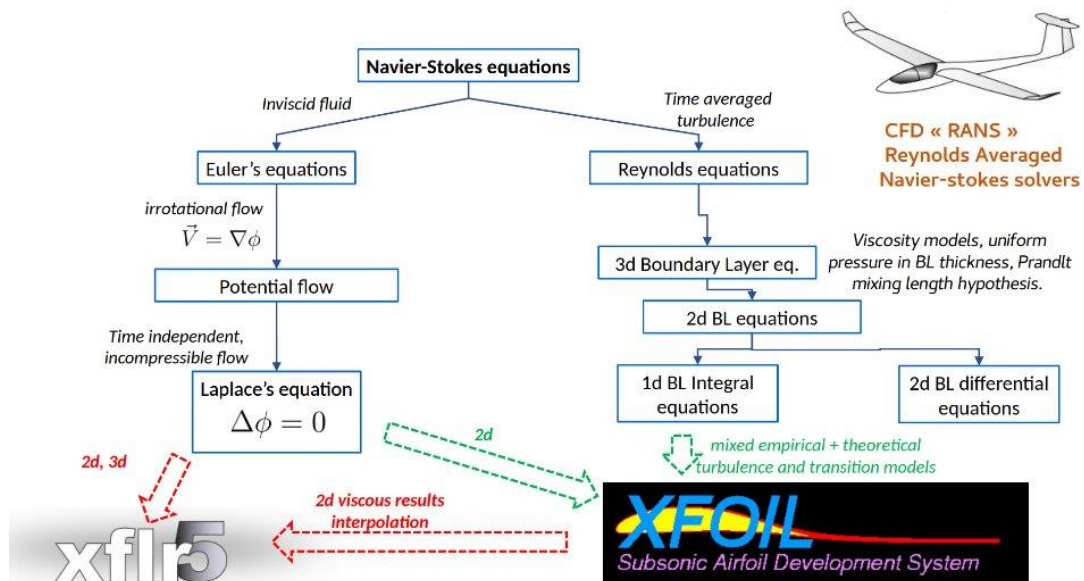 Navier-Stokes equations
Inviscid fluid
Time averaged
turbulence
CFD « RANS »
Reynolds Averaged
Navier-stokes solvers
Euler's equations
Reynolds equations
irrotational flow
V⃗ = ∇ϕ
Viscosity models, uniform
pressure in BL thickness, Prandlt
mixing length hypothesis.
3d Boundary Layer eq.
Potential flow
2d BL equations
Time independent,
incompressible flow
Laplace's equation
Δϕ = 0
1d BL Integral
equations
2d BL differential
equations
2d
mixed empirical + theoretical
turbulence and transition models
2d, 3d
2d viscous results
interpolation
XFOIL
Subsonic Airfoil Development System
xflr5